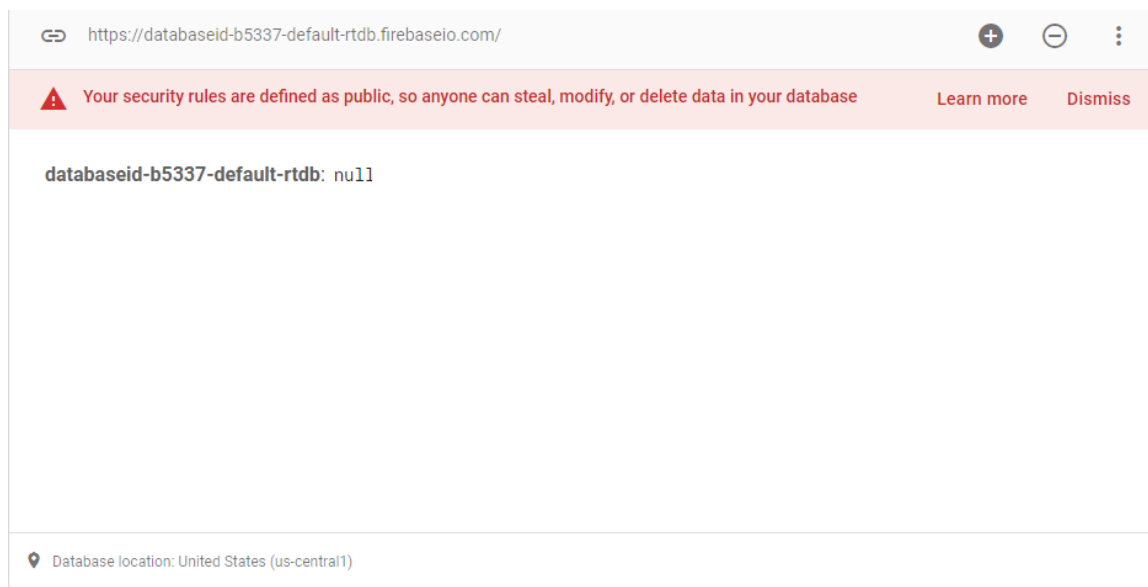 https://databaseid-b5337-default-rtdb.firebaseio.com/
Your security rules are defined as public, so anyone can steal, modify, or delete data in your database Learn more Dismiss
databaseid-b5337-default-rtdb: null
Database location: United States (us-central1)